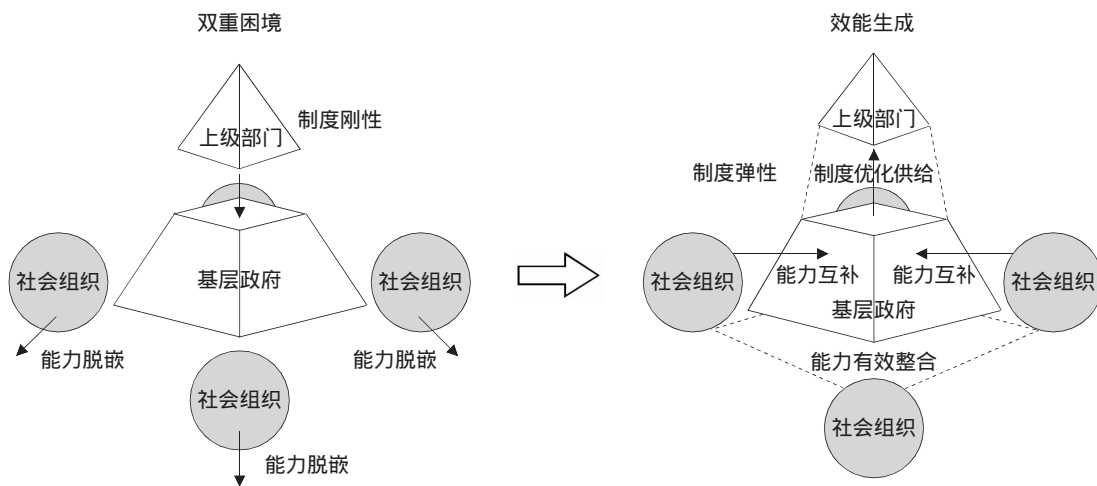 双重困境
上级部门
制度刚性
社会组织
基层政府
社会组织
能力脱嵌
能力脱嵌
社会组织
能力脱嵌
效能生成
上级部门
制度弹性
制度优化供给
社会组织
能力互补
能力互补
社会组织
基层政府
能力有效整合
社会组织